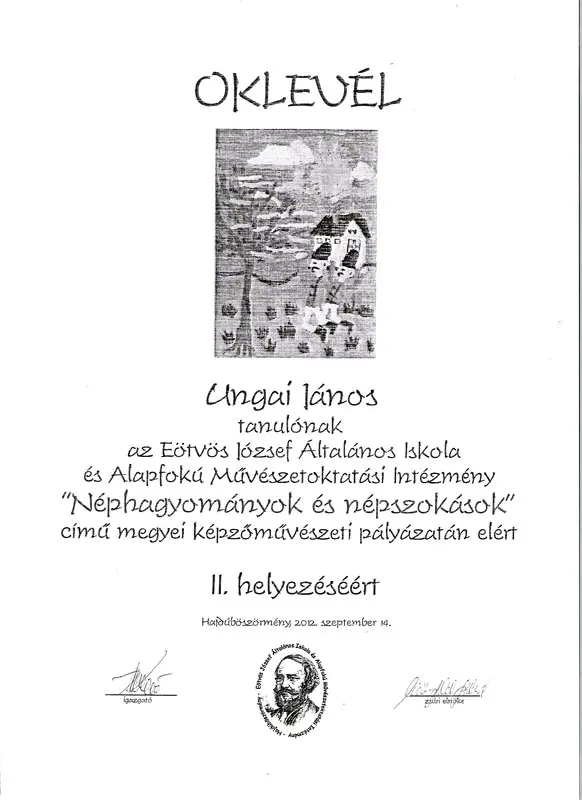 OKLEVÉL
Ungai János
tanulónak
az Eötvös József Általános Iskola
és Alapfokú Művészetoktatási Intézmény
"Néphagyományok és népszokások"
című megyei képzőművészeti pályázatán elért
II. helyezéséért
Hajdúböszörmény, 2012. szeptember 14.
Eötvös József Általános Iskola és Alapfokú Művészetoktatási Intézmény - Hajdúböszörmény -
igazgató
zsűri elnöke